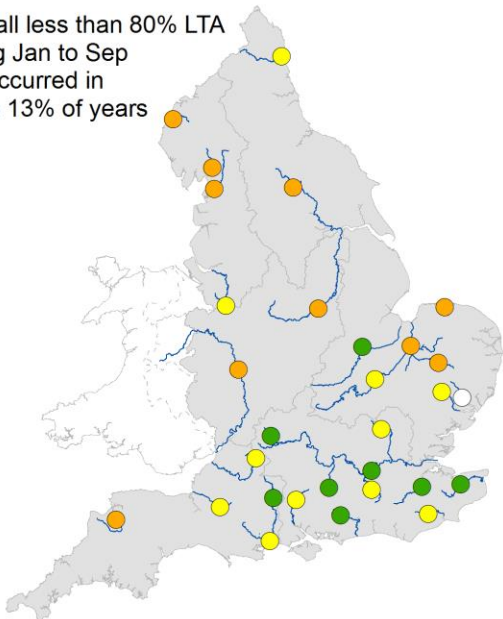 all less than 80% LTA
g Jan to Sep
ccurred in
13% of years